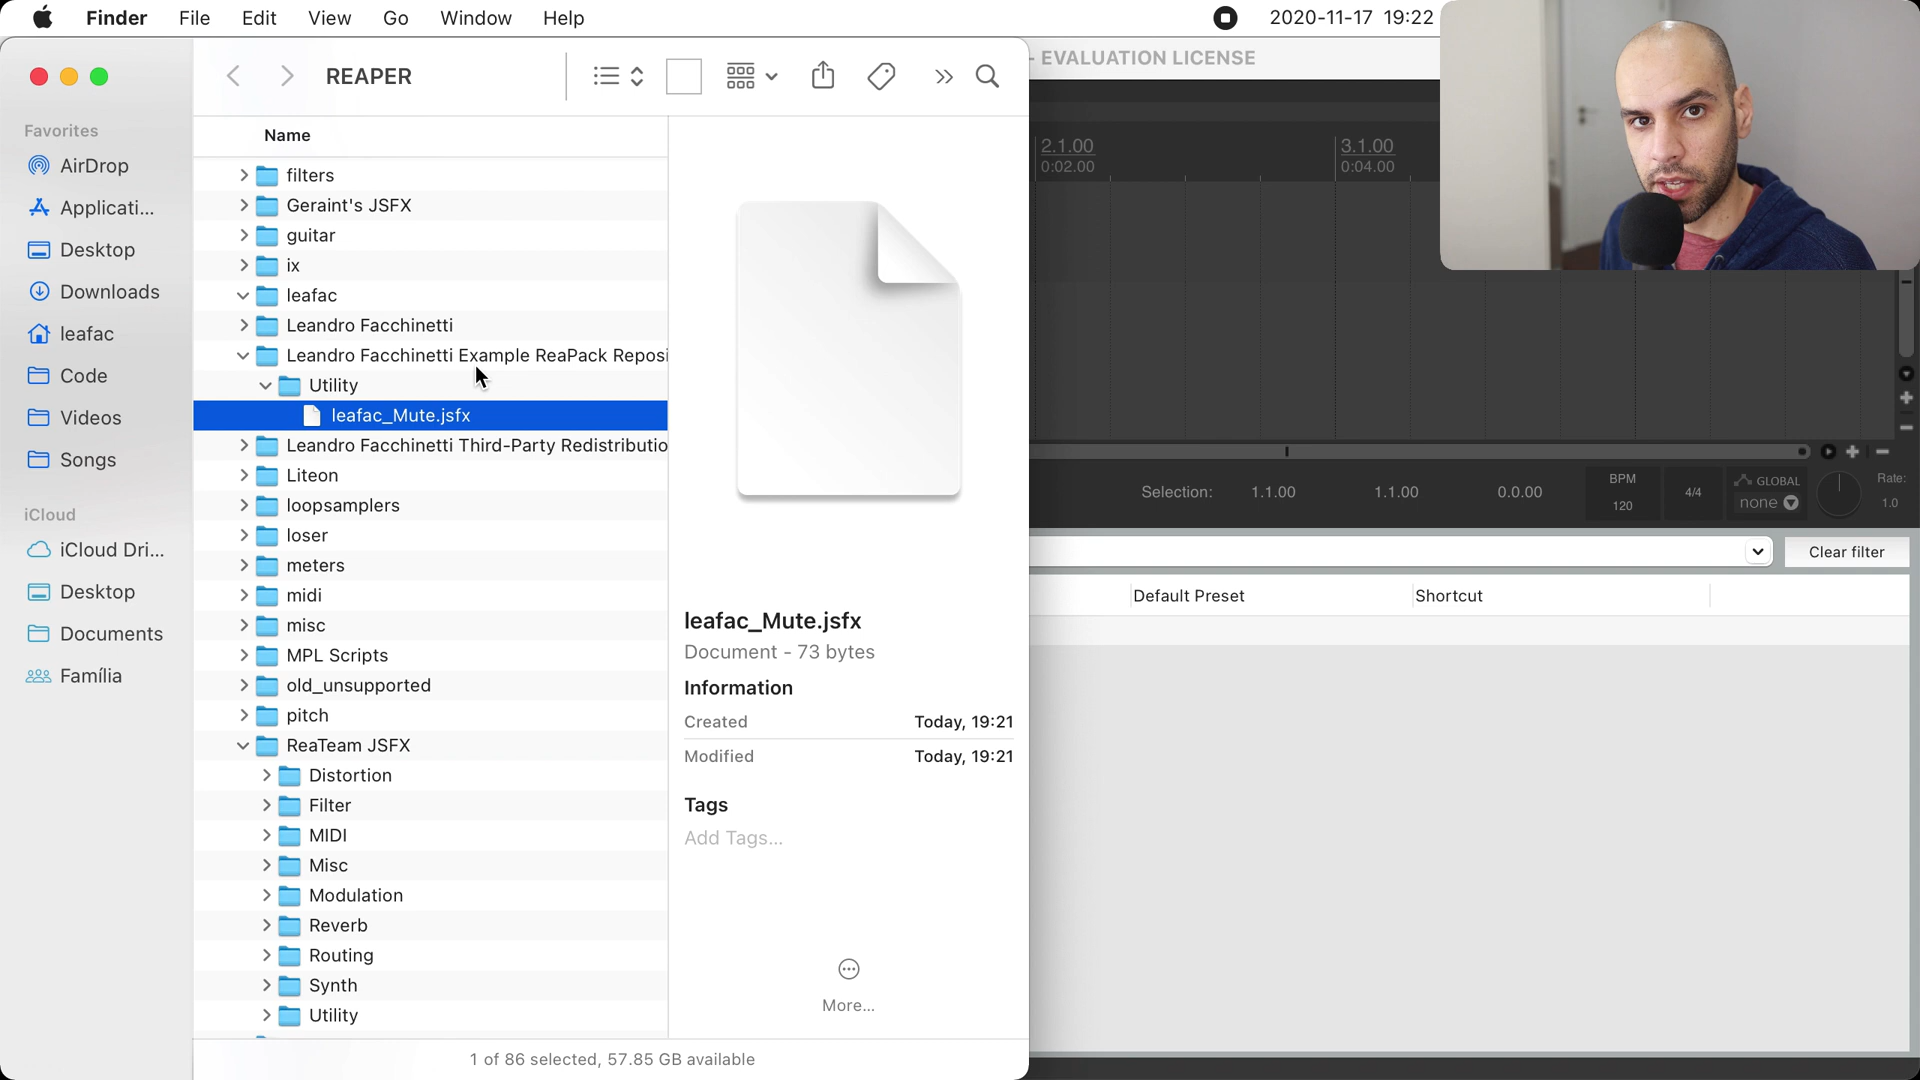 Finder File Edit View Go Window Help
2020-11-17 19:22
REAPER
- EVALUATION LICENSE
Favorites
AirDrop
Applicati...
Desktop
Downloads
leafac
Code
Videos
Songs
iCloud
iCloud Dri...
Desktop
Documents
Família
Name
filters
Geraint's JSFX
guitar
ix
leafac
Leandro Facchinetti
Leandro Facchinetti Example ReaPack Reposi
Utility
leafac_Mute.jsfx
Leandro Facchinetti Third-Party Redistributio
Liteon
loopsamplers
loser
meters
midi
misc
MPL Scripts
old_unsupported
pitch
ReaTeam JSFX
Distortion
Filter
MIDI
Misc
Modulation
Reverb
Routing
Synth
Utility
leafac_Mute.jsfx
Document - 73 bytes
Information
Created Today, 19:21
Modified Today, 19:21
Tags
Add Tags...
More...
1 of 86 selected, 57.85 GB available
2.1.00
0:02.00
3.1.00
0:04.00
Selection: 1.1.00 1.1.00 0.0.00
BPM
120
4/4
GLOBAL
none
Rate:
1.0
Clear filter
Default Preset Shortcut